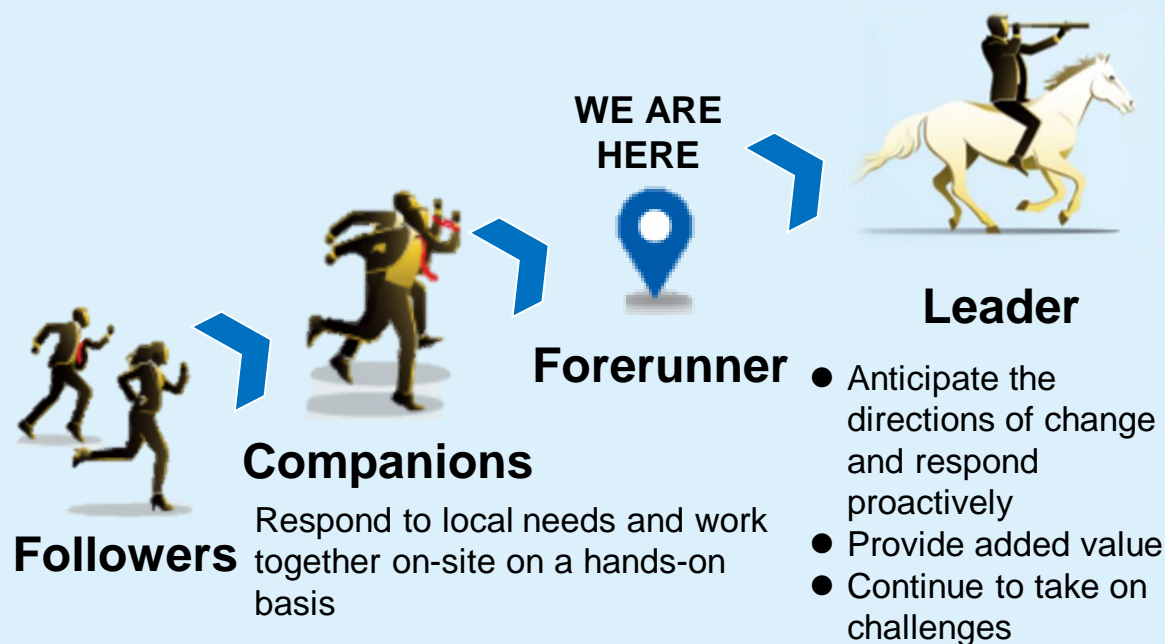 Followers
Companions
Respond to local needs and work
together on-site on a hands-on
basis
WE ARE
HERE
Forerunner
Leader
● Anticipate the
directions of change
and respond
proactively
● Provide added value
● Continue to take on
challenges